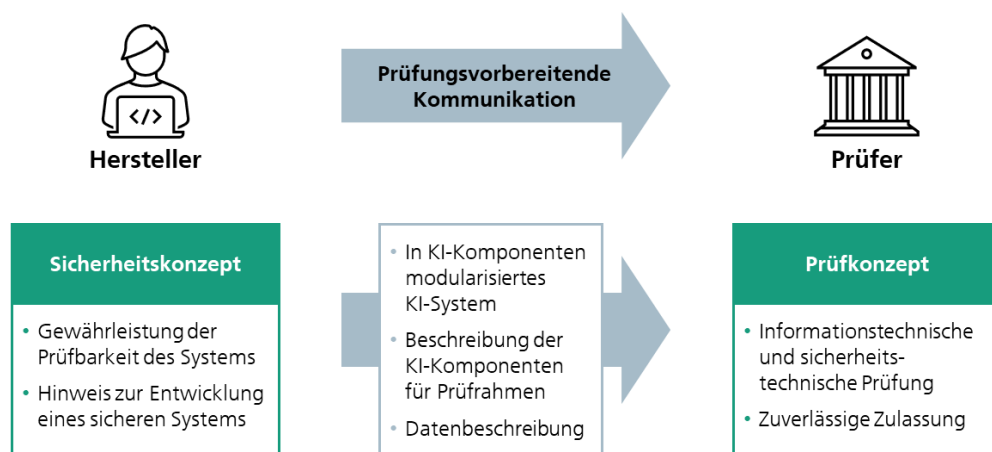 Prüfungsvorbereitende
Kommunikation
</>
Hersteller
Prüfer
Sicherheitskonzept
• Gewährleistung der
Prüfbarkeit des Systems
• Hinweis zur Entwicklung
eines sicheren Systems
• In KI-Komponenten
modularisiertes
KI-System
• Beschreibung der
KI-Komponenten
für Prüfrahmen
• Datenbeschreibung
Prüfkonzept
• Informationstechnische
und sicherheits-
technische Prüfung
• Zuverlässige Zulassung